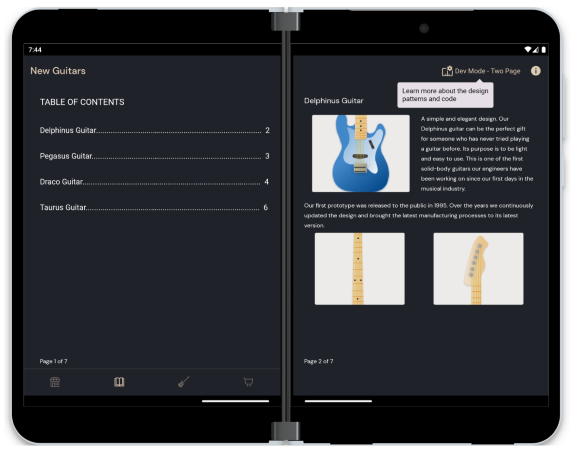 7:44
New Guitars
TABLE OF CONTENTS
Delphinus Guitar.......................................................................... 2
Pegasus Guitar............................................................................ 3
Draco Guitar................................................................................ 4
Taurus Guitar............................................................................... 6
Page 1 of 7
Dev Mode - Two Page
Learn more about the design
patterns and code
Delphinus Guitar
A simple and elegant design. Our
Delphinus guitar can be the perfect gift
for someone who has never tried playing
a guitar before. Its purpose is to be light
and easy to use. This is one of the first
solid-body guitars our engineers have
been working on since our first days in the
musical industry.
Our first prototype was released to the public in 1995. Over the years we continuously
updated the design and brought the latest manufacturing processes to its latest
version.
Page 2 of 7